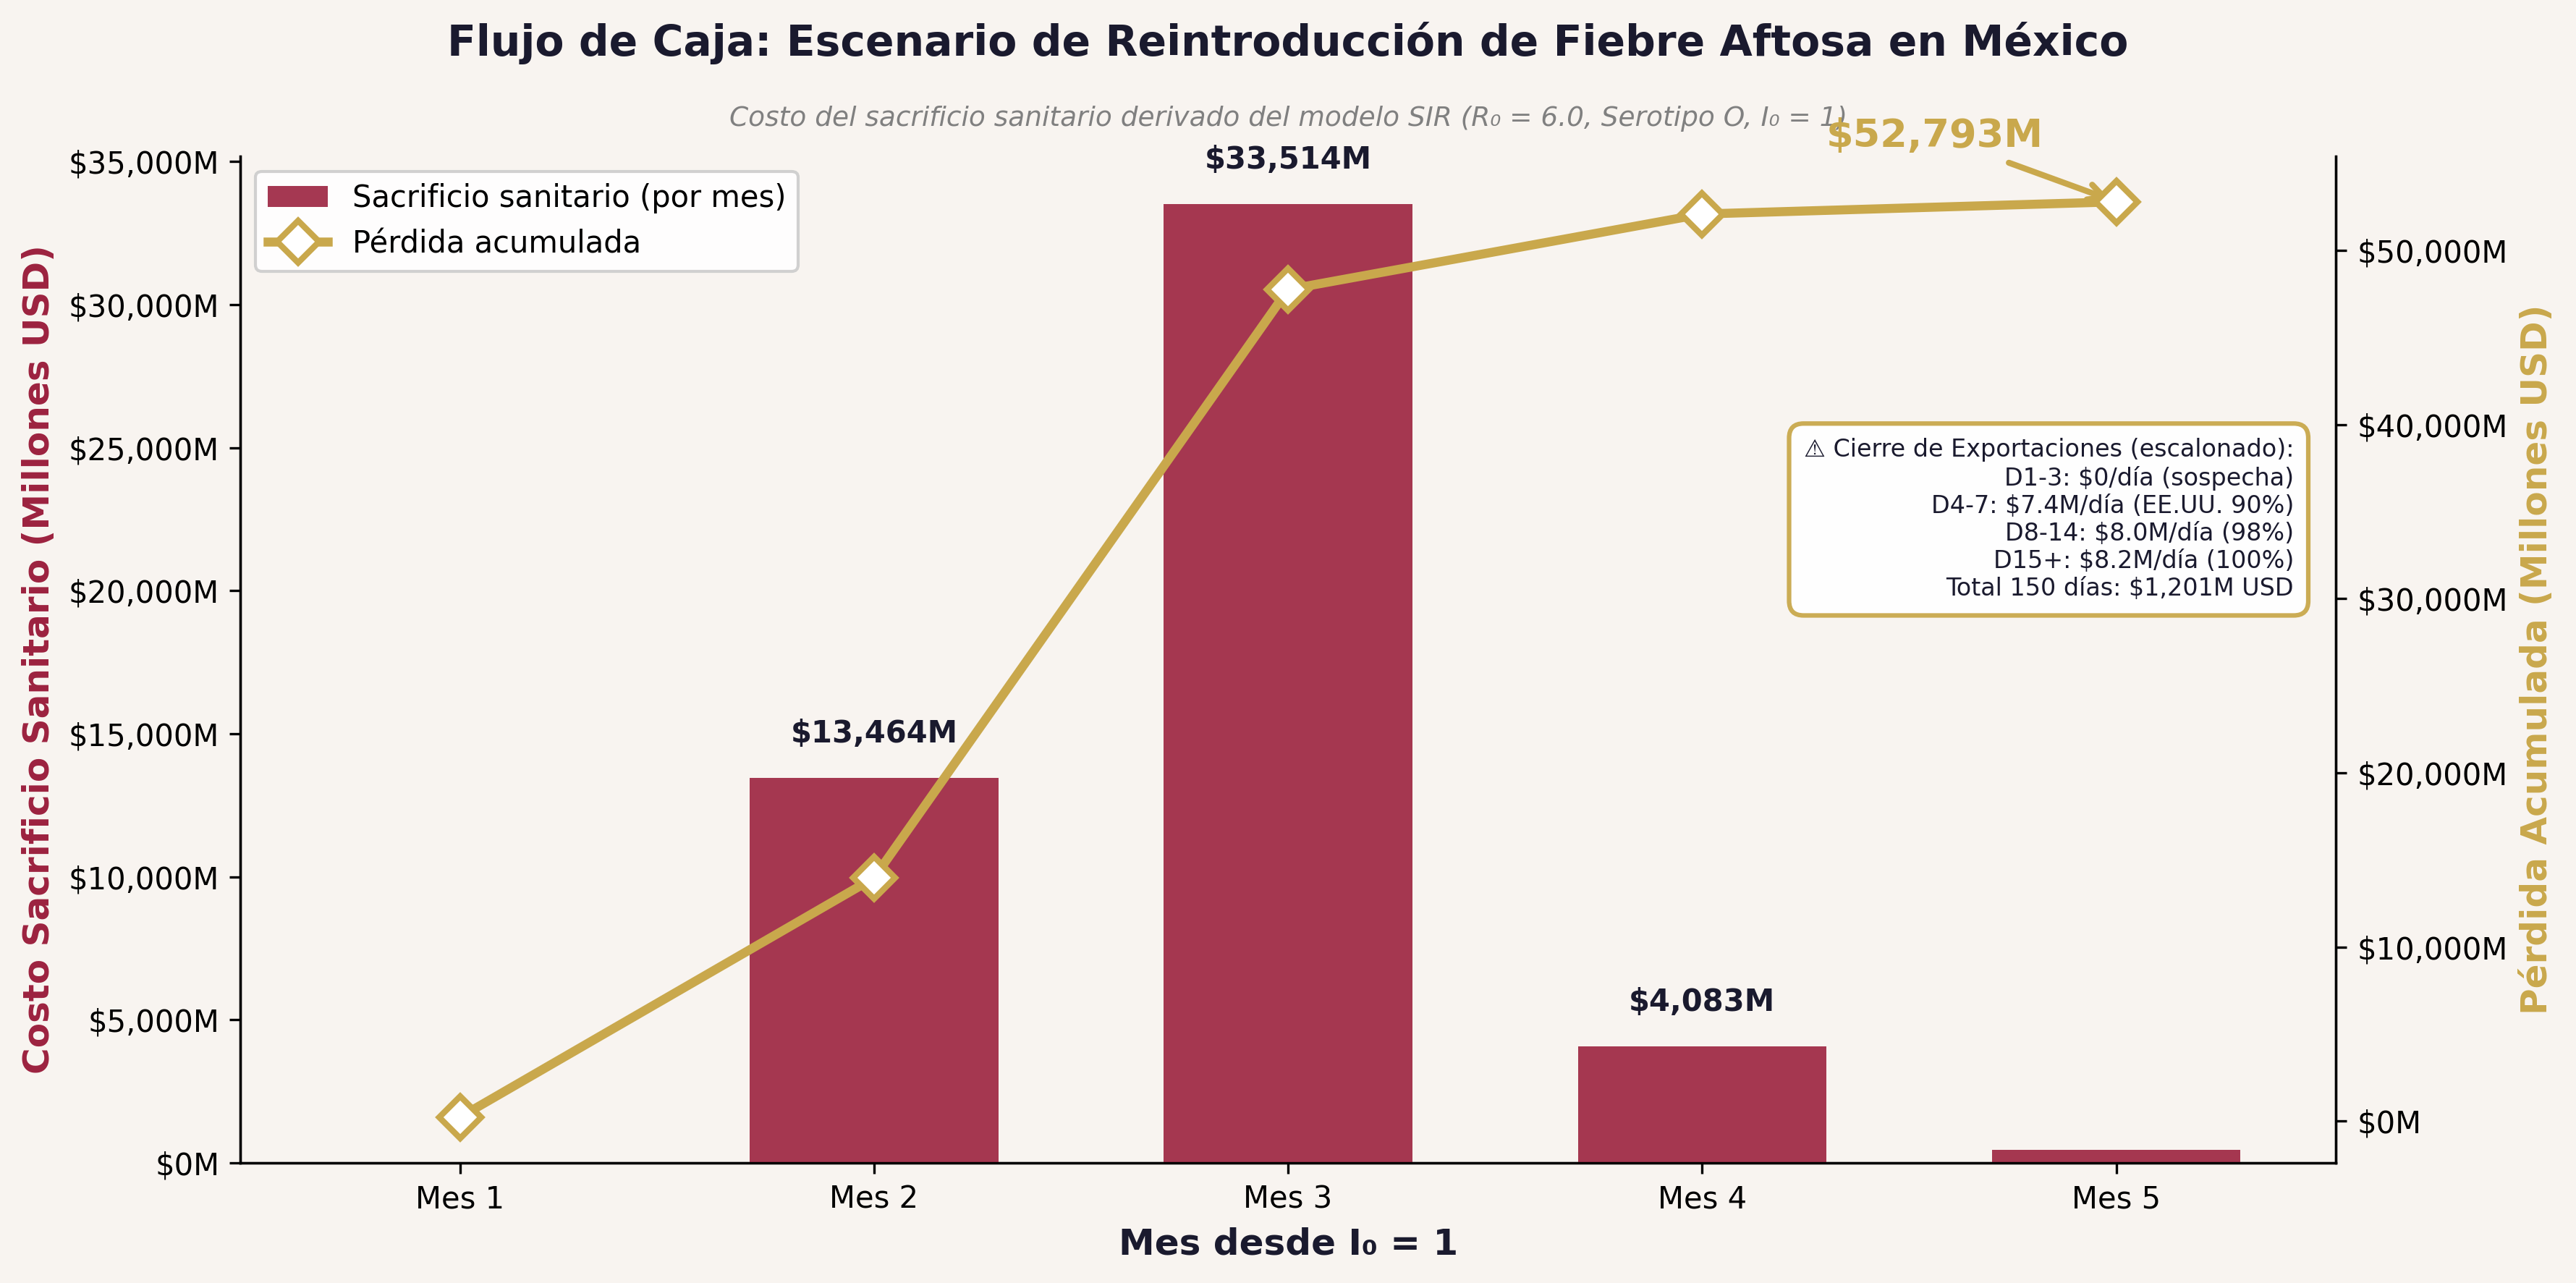 Flujo de Caja: Escenario de Reintroducción de Fiebre Aftosa en México
Costo del sacrificio sanitario derivado del modelo SIR (R₀ = 6.0, Serotipo O, I₀ = 1)
$52,793M
$33,514M
$13,464M
$4,083M
Sacrificio sanitario (por mes)
Pérdida acumulada
Costo Sacrificio Sanitario (Millones USD)
$35,000M
$30,000M
$25,000M
$20,000M
$15,000M
$10,000M
$5,000M
$0M
⚠ Cierre de Exportaciones (escalonado):
D1-3: $0/día (sospecha)
D4-7: $7.4M/día (EE.UU. 90%)
D8-14: $8.0M/día (98%)
D15+: $8.2M/día (100%)
Total 150 días: $1,201M USD
$50,000M
$40,000M
$30,000M
$20,000M
$10,000M
$0M
Pérdida Acumulada (Millones USD)
Mes 1
Mes 2
Mes 3
Mes 4
Mes 5
Mes desde I₀ = 1